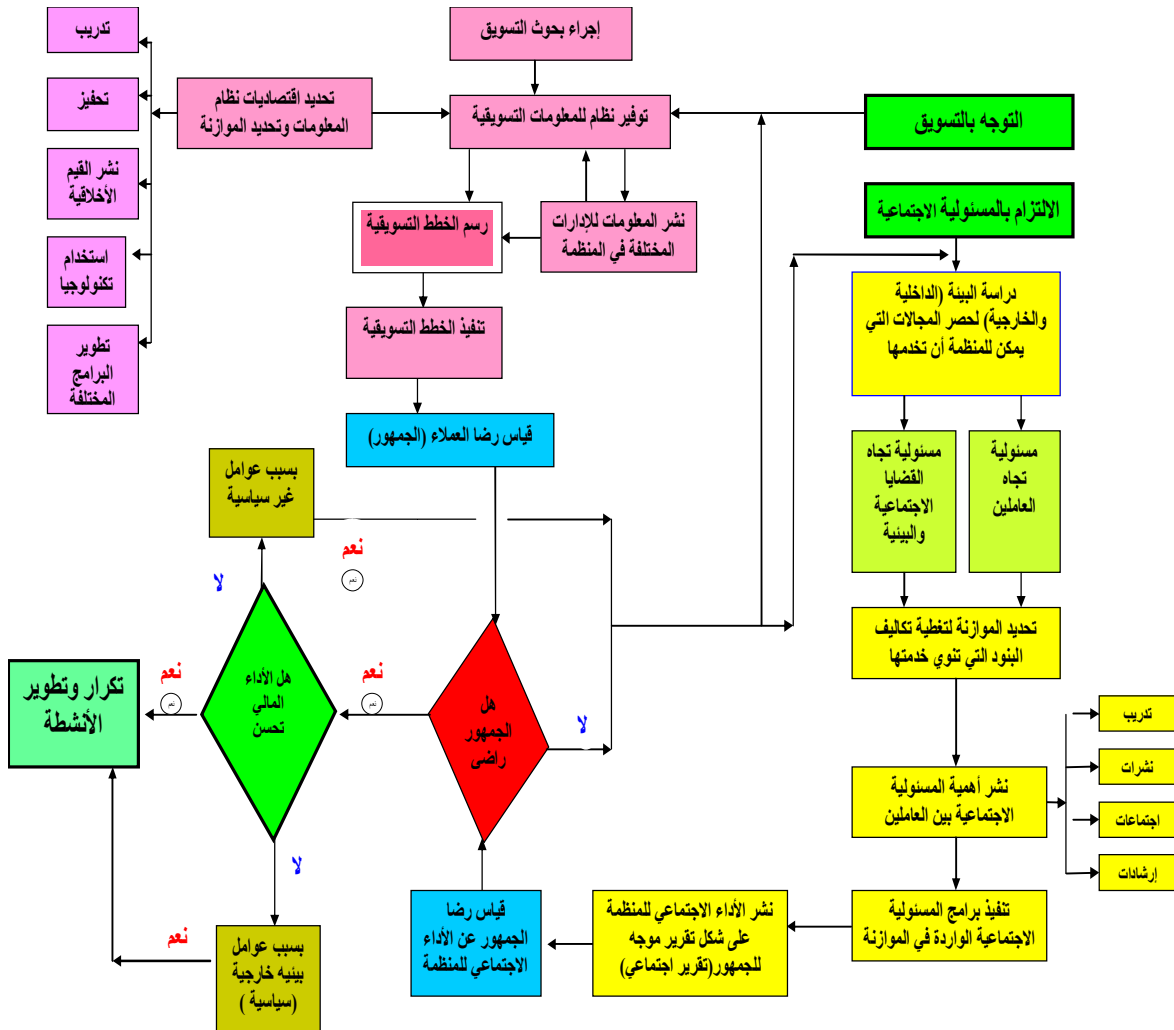 إجراء بحوث التسويق
توفير نظام للمعلومات التسويقية
تحديد اقتصاديات نظام
المعلومات وتحديد الموازنة
تدريب
تحفيز
نشر القيم
الأخلاقية
استخدام
تكنولوجيا
تطوير
البرامج
المختلفة
نشر المعلومات للإدارات
المختلفة في المنظمة
رسم الخطط التسويقية
تنفيذ الخطط التسويقية
قياس رضا العملاء (الجمهور)
التوجه بالتسويق
الالتزام بالمسئولية الاجتماعية
دراسة البيئة (الداخلية
والخارجية) لحصر المجالات التي
يمكن للمنظمة أن تخدمها
مسئولية
تجاه
العاملين
مسئولية تجاه
القضايا
الاجتماعية
والبيئية
تحديد الموازنة لتغطية تكاليف
البنود التي تنوي خدمتها
نشر أهمية المسئولية
الاجتماعية بين العاملين
تدريب
نشرات
اجتماعات
إرشادات
تنفيذ برامج المسئولية
الاجتماعية الواردة في الموازنة
نشر الأداء الاجتماعي للمنظمة
على شكل تقرير موجه
للجمهور(تقرير اجتماعي)
قياس رضا
الجمهور عن الأداء
الاجتماعي للمنظمة
هل
الجمهور
راضى
لا
نعم
نعم
هل الأداء
المالي
تحسن
لا
بسبب عوامل
غير سياسية
نعم
نعم
نعم
نعم
تكرار وتطوير
الأنشطة
لا
بسبب عوامل
بيئيه خارجية
(سياسية )
نعم